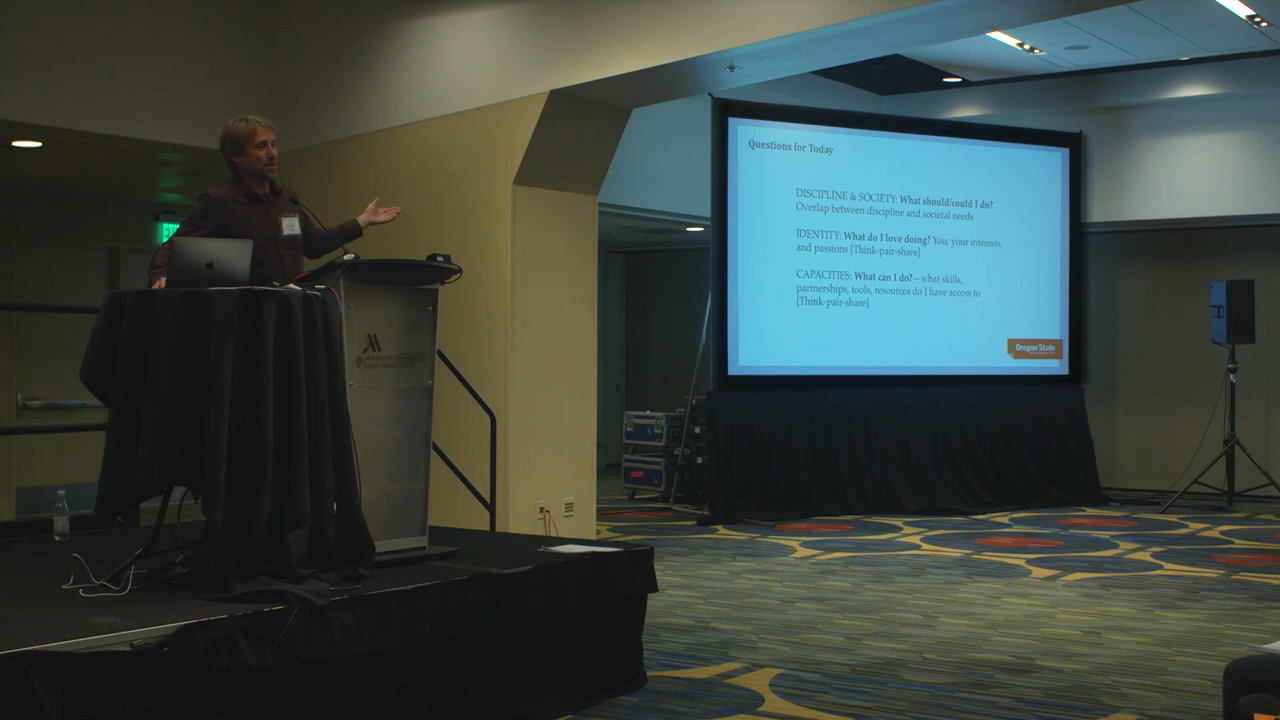 Questions for Today
DISCIPLINE & SOCIETY: What should/could I do?
Overlap between discipline and societal needs
IDENTITY: What do I love doing? You, your interests,
and passions [Think-pair-share]
CAPACITIES: What can I do? – what skills,
partnerships, tools, resources do I have access to
[Think-pair-share]
Oregon State
UNIVERSITY